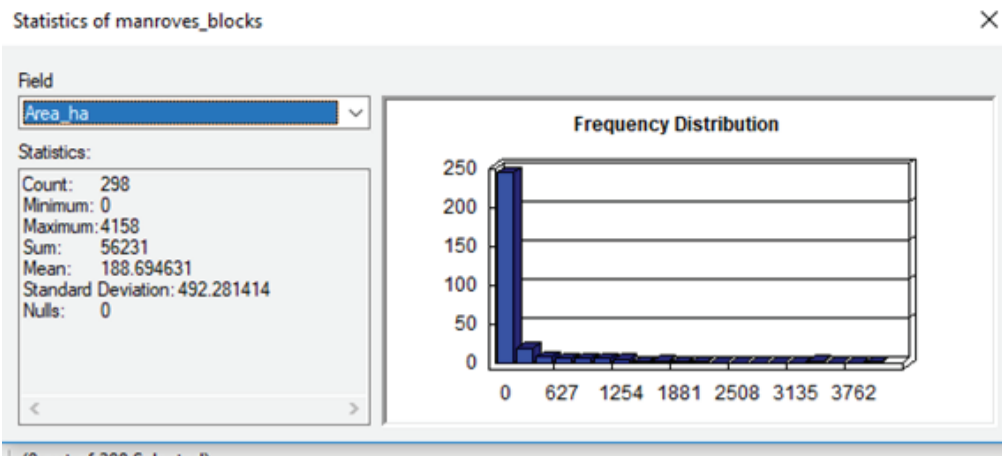 Statistics of manroves_blocks
Field
Area_ha
Statistics:
Count: 298
Minimum: 0
Maximum: 4158
Sum: 56231
Mean: 188.694631
Standard Deviation: 492.281414
Nulls: 0
Frequency Distribution
250
200
150
100
50
0
0 627 1254 1881 2508 3135 3762